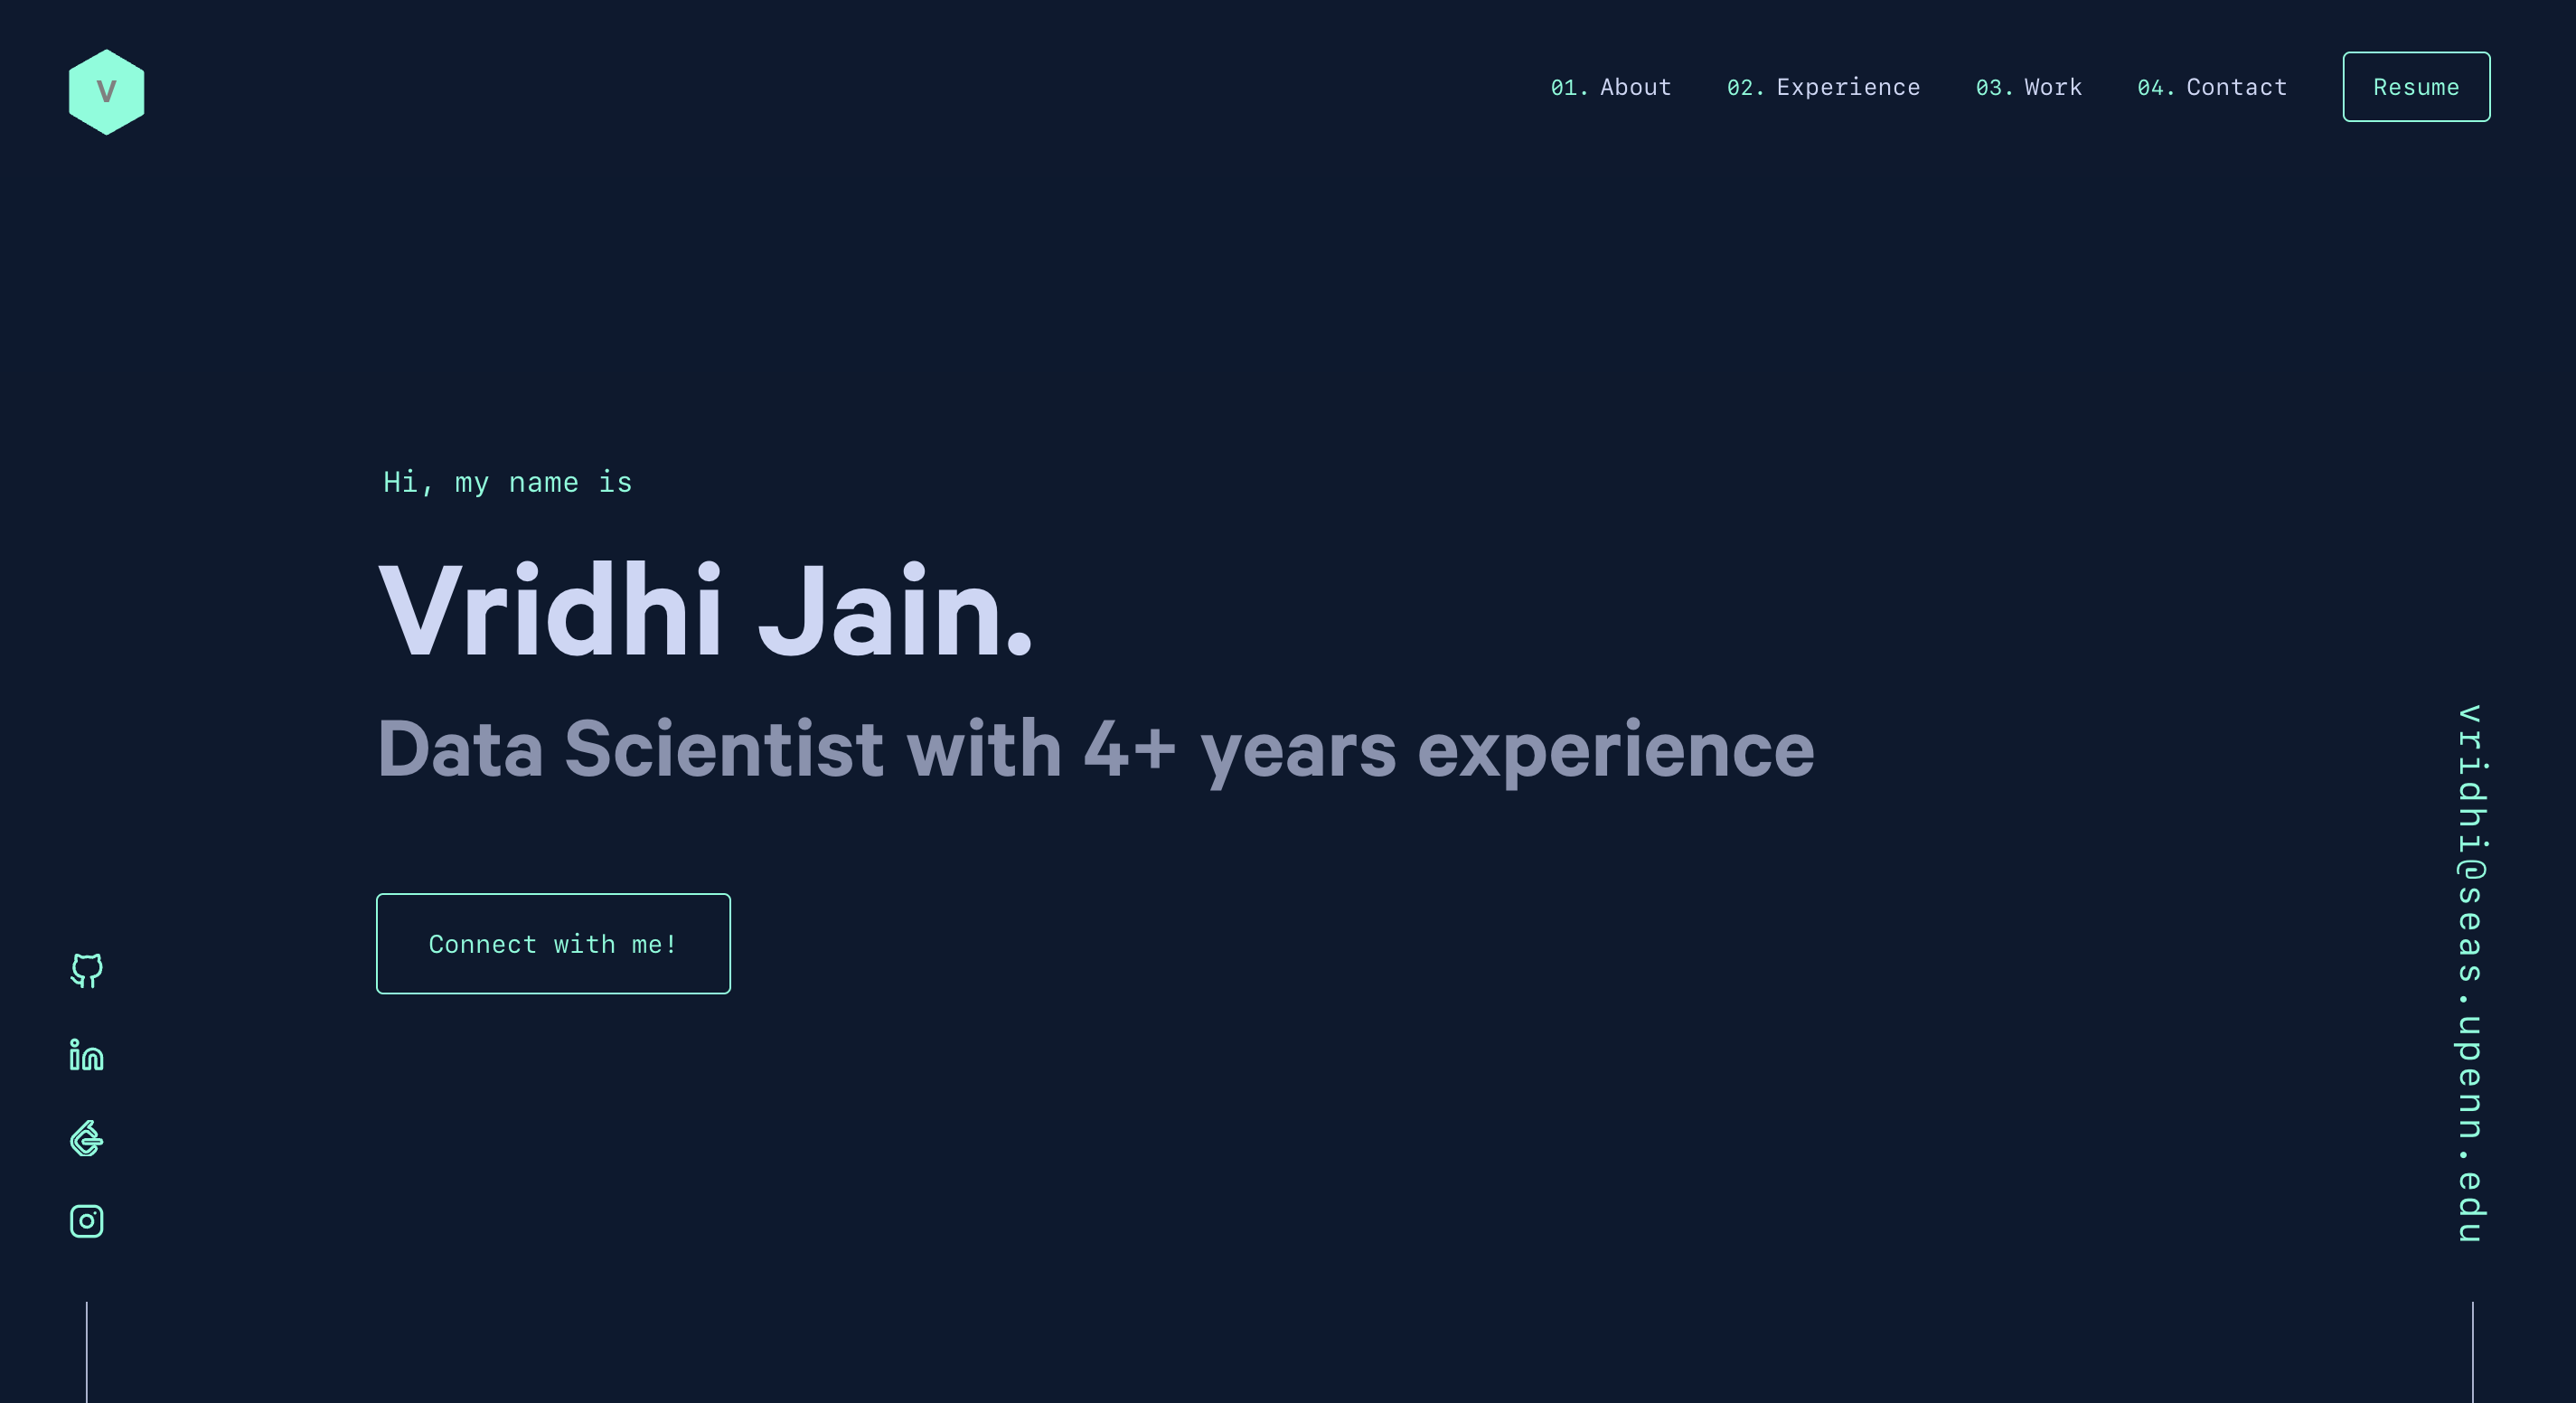 V
01. About 02. Experience 03. Work 04. Contact Resume
Hi, my name is
Vridhi Jain.
Data Scientist with 4+ years experience
Connect with me!
vridhi@seas.upenn.edu